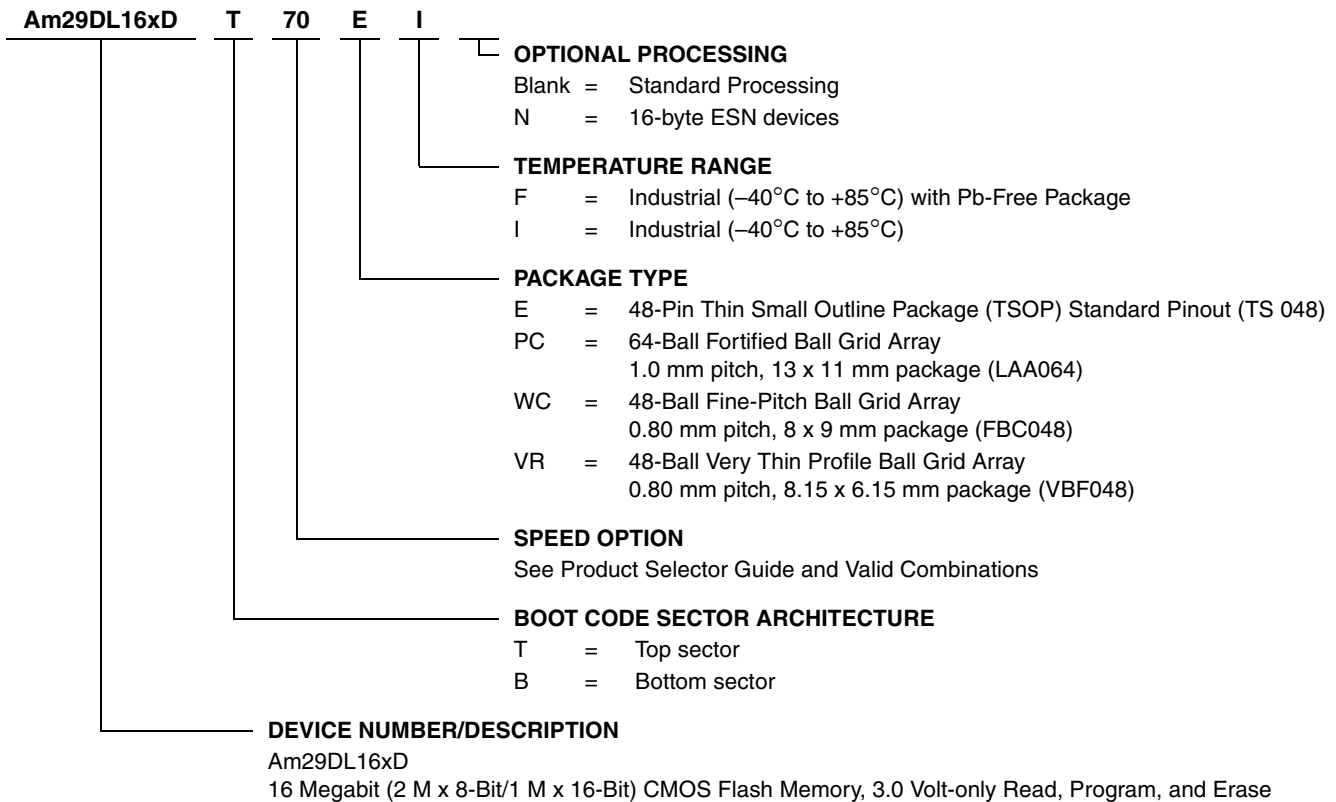 Am29DL16xD T 70 E I
OPTIONAL PROCESSING
Blank = Standard Processing
N = 16-byte ESN devices
TEMPERATURE RANGE
F = Industrial (–40°C to +85°C) with Pb-Free Package
I = Industrial (–40°C to +85°C)
PACKAGE TYPE
E = 48-Pin Thin Small Outline Package (TSOP) Standard Pinout (TS 048)
PC = 64-Ball Fortified Ball Grid Array
1.0 mm pitch, 13 x 11 mm package (LAA064)
WC = 48-Ball Fine-Pitch Ball Grid Array
0.80 mm pitch, 8 x 9 mm package (FBC048)
VR = 48-Ball Very Thin Profile Ball Grid Array
0.80 mm pitch, 8.15 x 6.15 mm package (VBF048)
SPEED OPTION
See Product Selector Guide and Valid Combinations
BOOT CODE SECTOR ARCHITECTURE
T = Top sector
B = Bottom sector
DEVICE NUMBER/DESCRIPTION
Am29DL16xD
16 Megabit (2 M x 8-Bit/1 M x 16-Bit) CMOS Flash Memory, 3.0 Volt-only Read, Program, and Erase